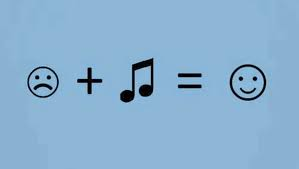 ☹ + ♫ = ☺